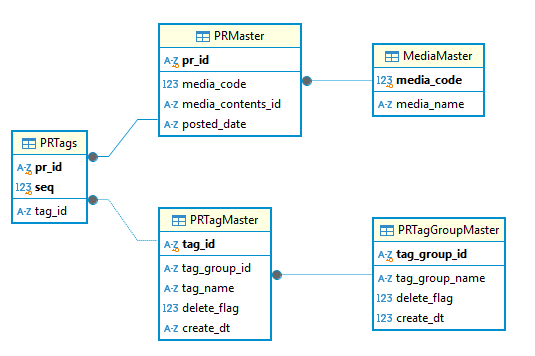 PRMaster
A-Z pr_id
123 media_code
A-Z media_contents_id
A-Z posted_date
MediaMaster
123 media_code
A-Z media_name
PRTags
A-Z pr_id
123 seq
A-Z tag_id
PRTagMaster
A-Z tag_id
A-Z tag_group_id
A-Z tag_name
123 delete_flag
A-Z create_dt
PRTagGroupMaster
A-Z tag_group_id
A-Z tag_group_name
123 delete_flag
123 create_dt